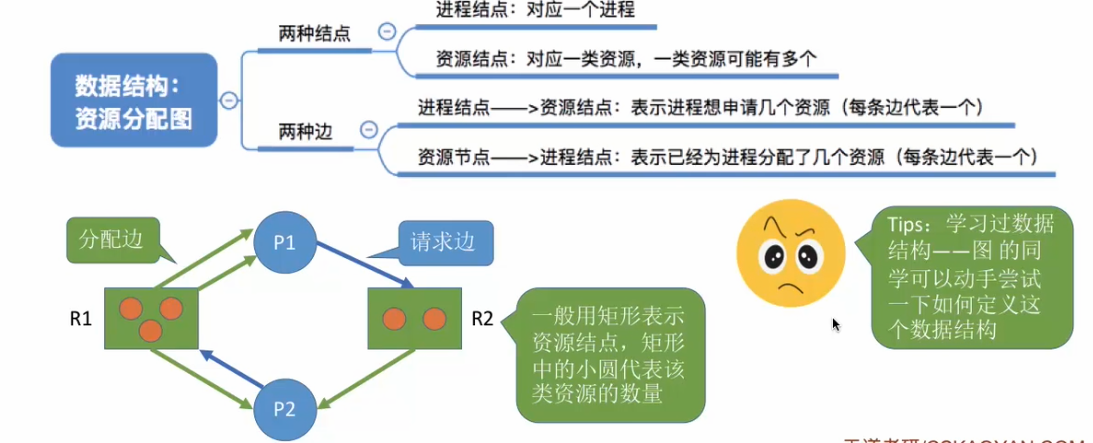 进程结点：对应一个进程
两种结点
资源结点：对应一类资源，一类资源可能有多个
数据结构：
资源分配图
进程结点——>资源结点：表示进程想申请几个资源（每条边代表一个）
两种边
资源节点——>进程结点：表示已经为进程分配了几个资源（每条边代表一个）
分配边
P1
请求边
Tips：学习过数据
结构——图 的同
学可以动手尝试
一下如何定义这
个数据结构
R1
R2
一般用矩形表示
资源结点，矩形
中的小圆代表该
类资源的数量
P2